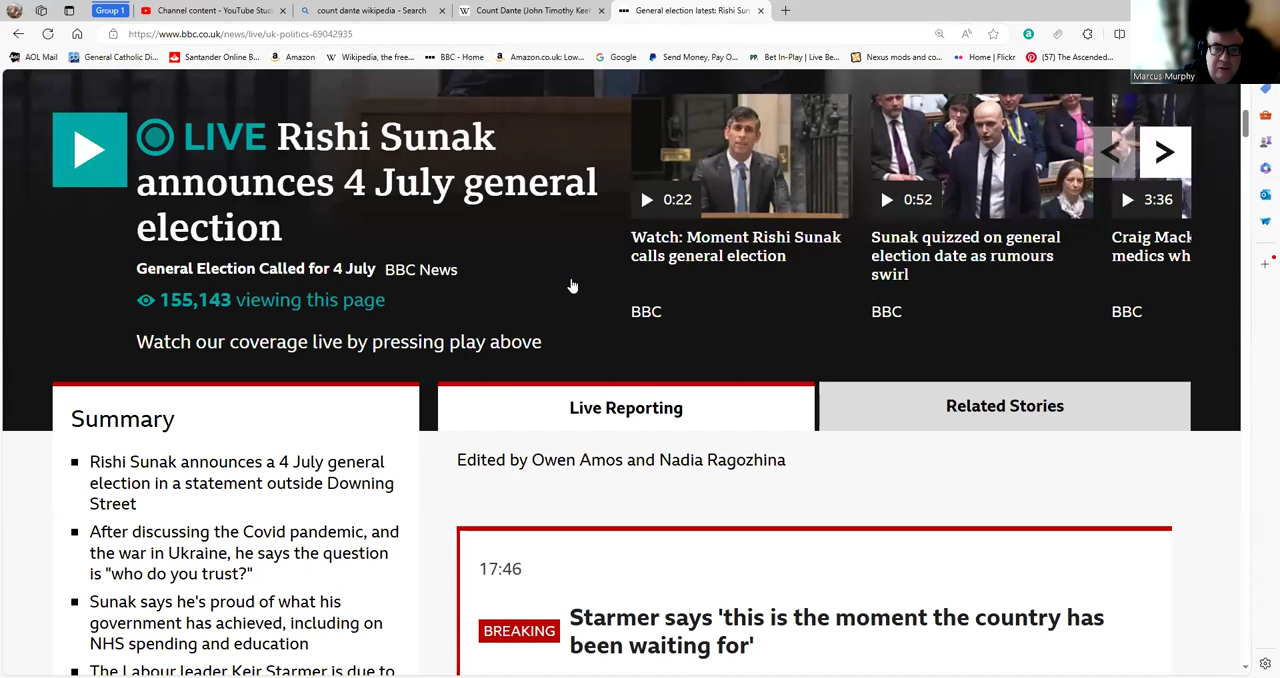 Group 1
Channel content - YouTube Stu
count dante wikipedia - Search
Count Dante (John Timothy Kee
General election latest: Rishi Sun
https://www.bbc.co.uk/news/live/uk-politics-69042935
AOL Mail
General Catholic Di...
Santander Online B...
Amazon
Wikipedia, the free...
BBC - Home
Amazon.co.uk: Low...
Google
Send Money, Pay O...
Bet In-Play | Live Be...
Nexus mods and co...
Home | Flickr
(57) The Ascended...
Marcus Murphy
LIVE Rishi Sunak
announces 4 July general
election
General Election Called for 4 July BBC News
155,143 viewing this page
Watch our coverage live by pressing play above
0:22
Watch: Moment Rishi Sunak
calls general election
BBC
0:52
Sunak quizzed on general
election date as rumours
swirl
BBC
3:36
Craig Mack
medics wh
BBC
Summary
Rishi Sunak announces a 4 July general
election in a statement outside Downing
Street
After discussing the Covid pandemic, and
the war in Ukraine, he says the question
is "who do you trust?"
Sunak says he's proud of what his
government has achieved, including on
NHS spending and education
The Labour leader Keir Starmer is due to
Live Reporting
Related Stories
Edited by Owen Amos and Nadia Ragozhina
17:46
BREAKING
Starmer says 'this is the moment the country has
been waiting for'